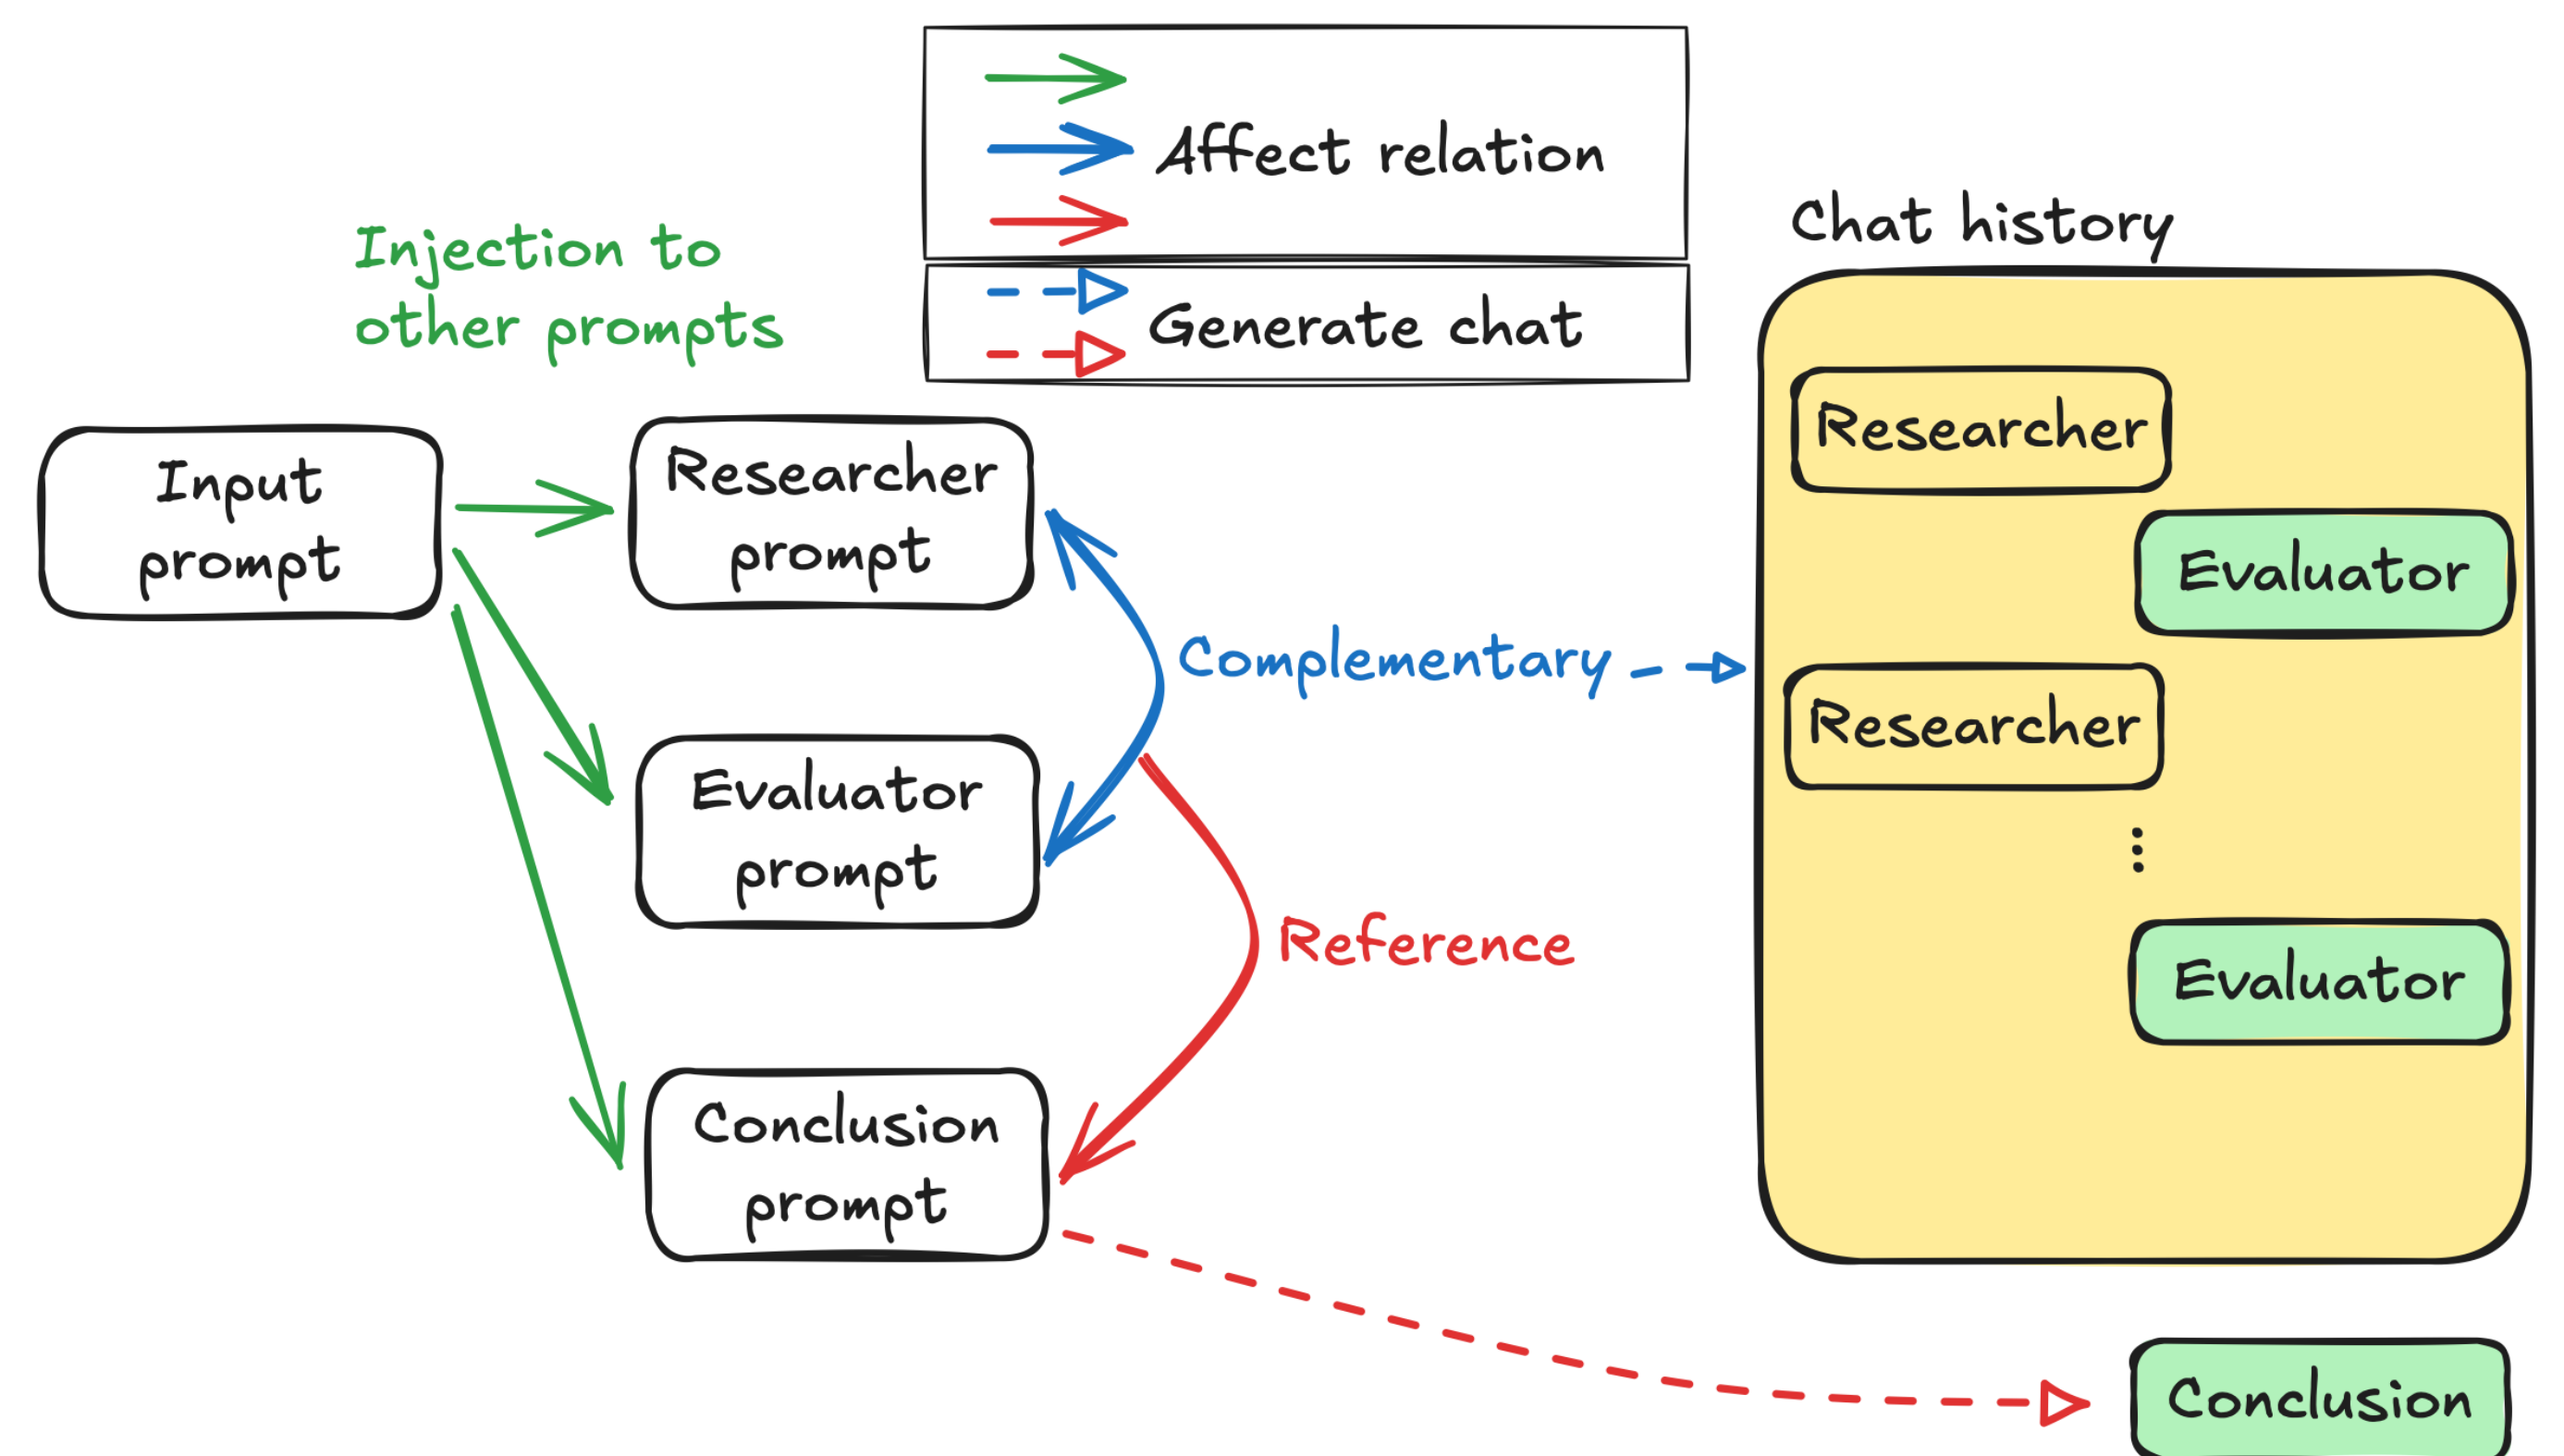 Affect relation
Generate chat
Chat history
Injection to
other prompts
Input
prompt
Researcher
prompt
Evaluator
prompt
Conclusion
prompt
Complementary
Reference
Researcher
Evaluator
Researcher
Evaluator
Conclusion